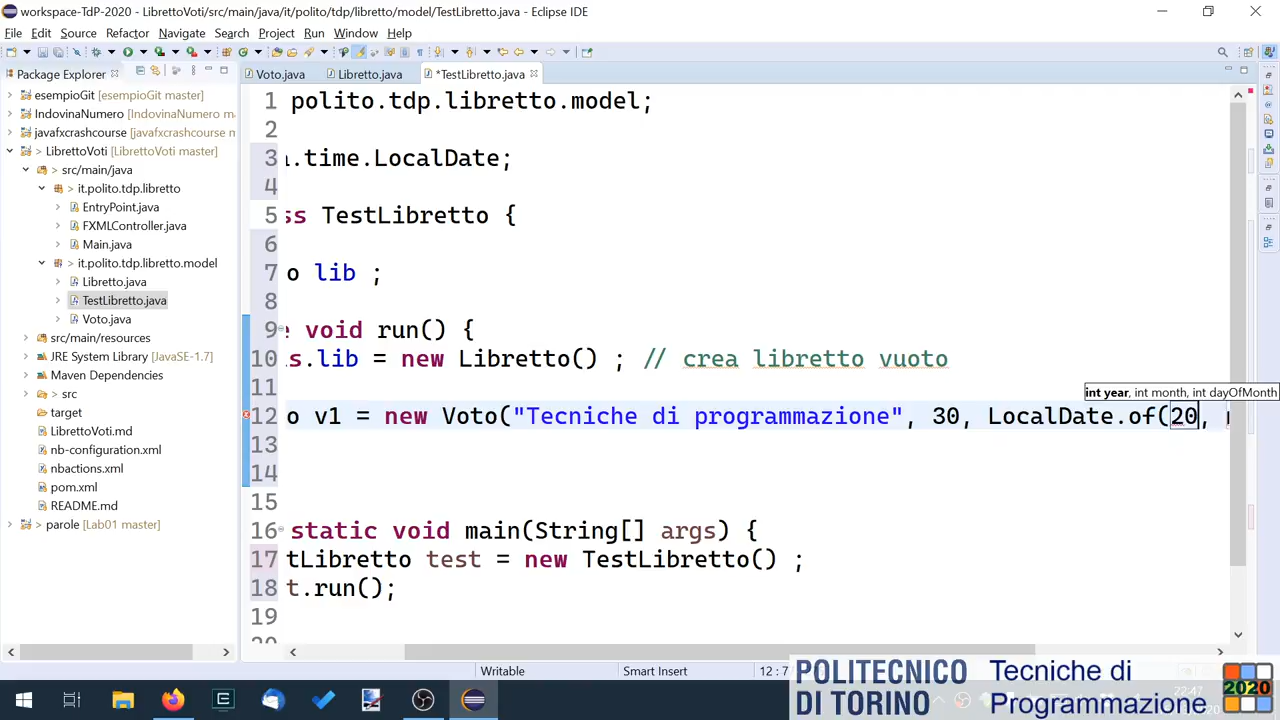 workspace-TdP-2020 - LibrettoVoti/src/main/java/it/polito/tdp/libretto/model/TestLibretto.java - Eclipse IDE
File Edit Source Refactor Navigate Search Project Run Window Help
Package Explorer
Voto.java
Libretto.java
*TestLibretto.java
esempioGit [esempioGit master]
IndovinaNumero [IndovinaNumero ma
javafxcrashcourse [javafxcrashcourse m
> LibrettoVoti [LibrettoVoti master]
> src/main/java
> it.polito.tdp.libretto
EntryPoint.java
FXMLController.java
Main.java
> it.polito.tdp.libretto.model
Libretto.java
TestLibretto.java
Voto.java
src/main/resources
JRE System Library [JavaSE-1.7]
Maven Dependencies
> src
target
LibrettoVoti.md
nb-configuration.xml
nbactions.xml
pom.xml
README.md
> parole [Lab01 master]
1 polito.tdp.libretto.model;
2
3 .time.LocalDate;
4
5 ss TestLibretto {
6
7 o lib ;
8
9 e void run() {
10 s.lib = new Libretto() ; // crea libretto vuoto
11
int year, int month, int dayOfMonth
12 o v1 = new Voto("Tecniche di programmazione", 30, LocalDate.of(20,
13
14
15
16 static void main(String[] args) {
17 tLibretto test = new TestLibretto() ;
18 t.run();
19
20
Writable
Smart Insert
12 : 7
POLITECNICO
DI TORINO
Tecniche di
Programmazione
2020